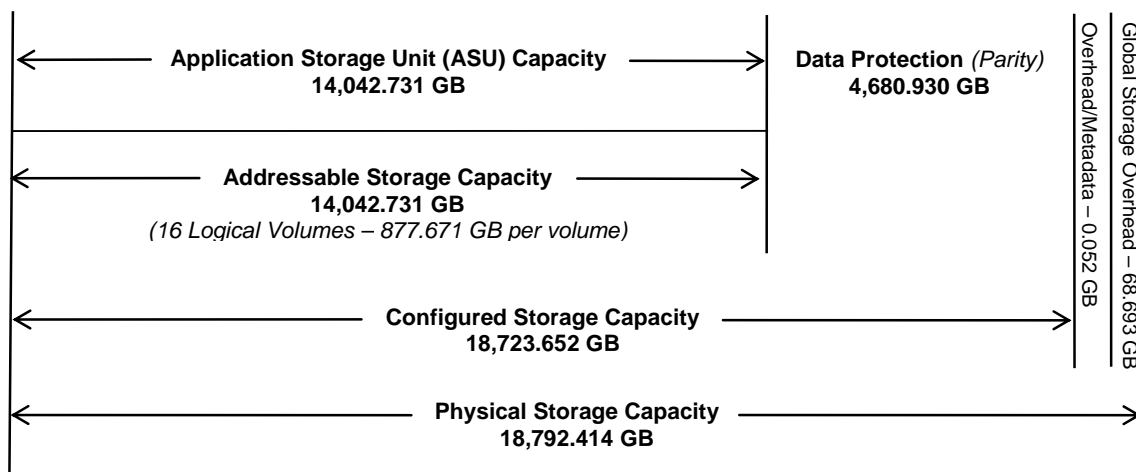 Application Storage Unit (ASU) Capacity
14,042.731 GB
Data Protection (Parity)
4,680.930 GB
Addressable Storage Capacity
14,042.731 GB
(16 Logical Volumes – 877.671 GB per volume)
Configured Storage Capacity
18,723.652 GB
Physical Storage Capacity
18,792.414 GB
Overhead/Metadata – 0.052 GB
Global Storage Overhead – 68.693 GB